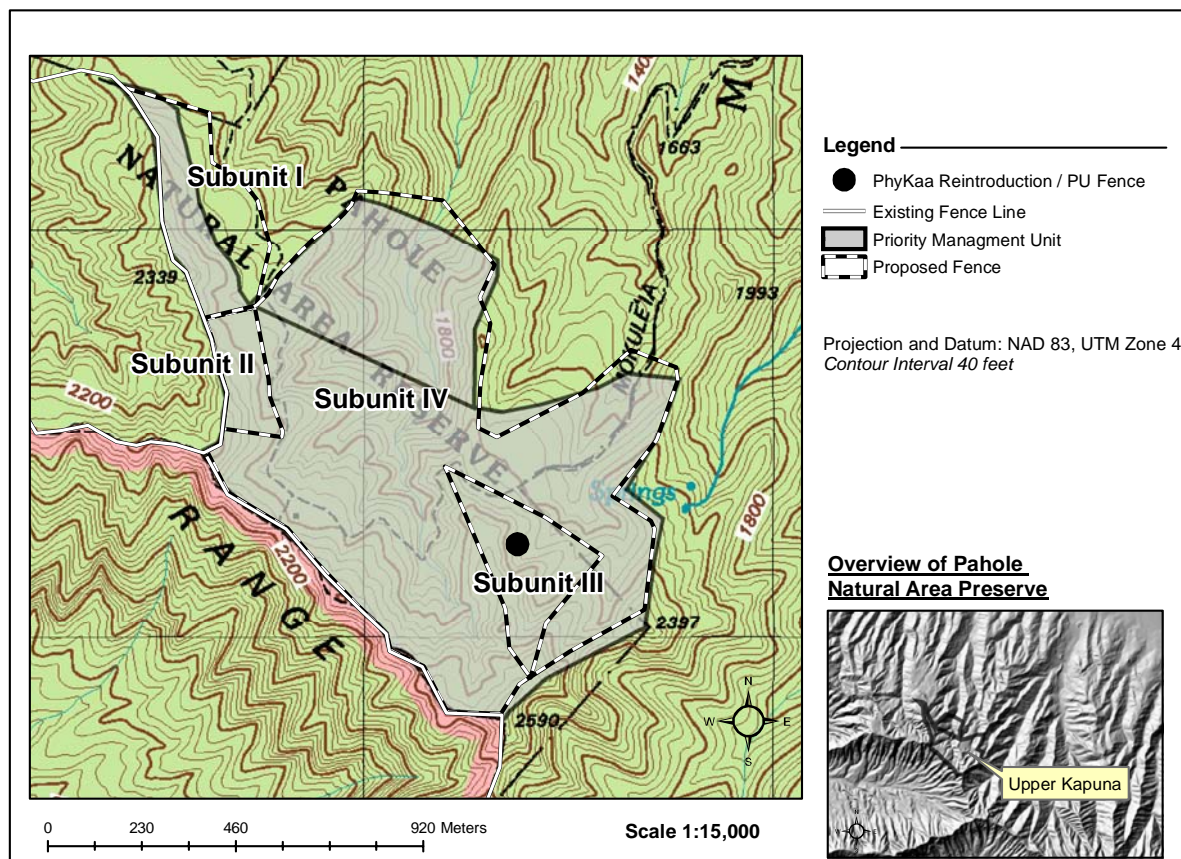 1400
M
1663
Subunit I
NATURAL
PAHOLE
2339
AREA
1993
MOKULĒ'IA
1800
Subunit II
Subunit IV
RESERVE
2200
Springs
1800
RANGE
2200
Subunit III
2397
2590
N
W
E
S
0
230
460
920 Meters
Scale 1:15,000
Legend
PhyKaa Reintroduction / PU Fence
Existing Fence Line
Priority Managment Unit
Proposed Fence
Projection and Datum: NAD 83, UTM Zone 4
Contour Interval 40 feet
Overview of Pahole
Natural Area Preserve
Upper Kapuna